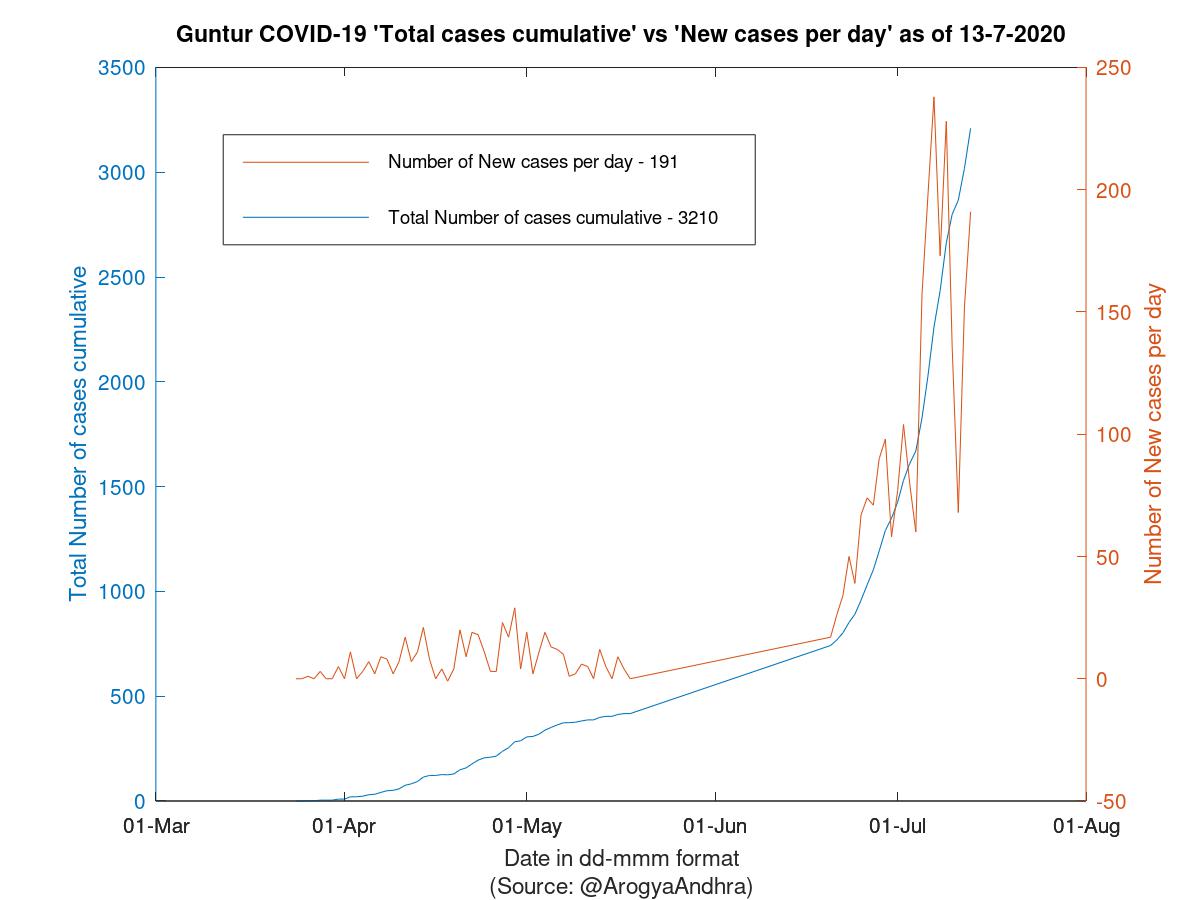 Guntur COVID-19 'Total cases cumulative' vs 'New cases per day' as of 13-7-2020
3500
3000
2500
2000
1500
1000
500
0
Total Number of cases cumulative
Number of New cases per day - 191
Total Number of cases cumulative - 3210
250
200
150
100
50
0
-50
Number of New cases per day
01-Mar 01-Apr 01-May 01-Jun 01-Jul 01-Aug
Date in dd-mmm format
(Source: @ArogyaAndhra)